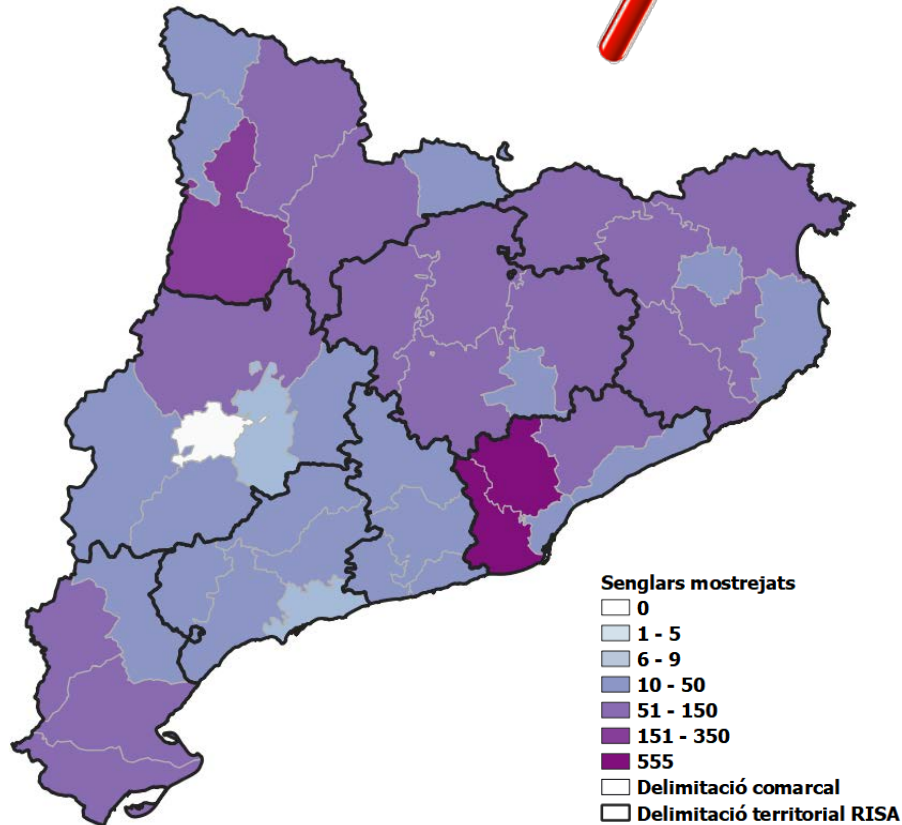 Senglars mostrejats
0
1 - 5
6 - 9
10 - 50
51 - 150
151 - 350
555
Delimitació comarcal
Delimitació territorial RISA